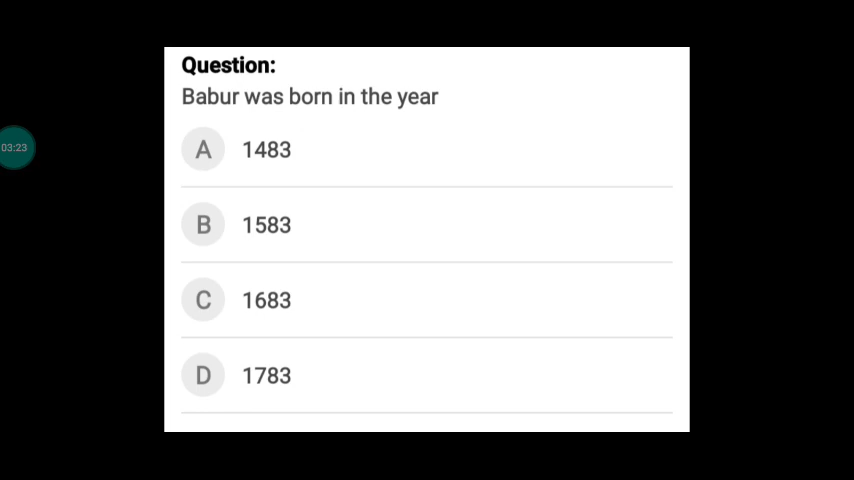 Question:
Babur was born in the year
03:23
A 1483
B 1583
C 1683
D 1783